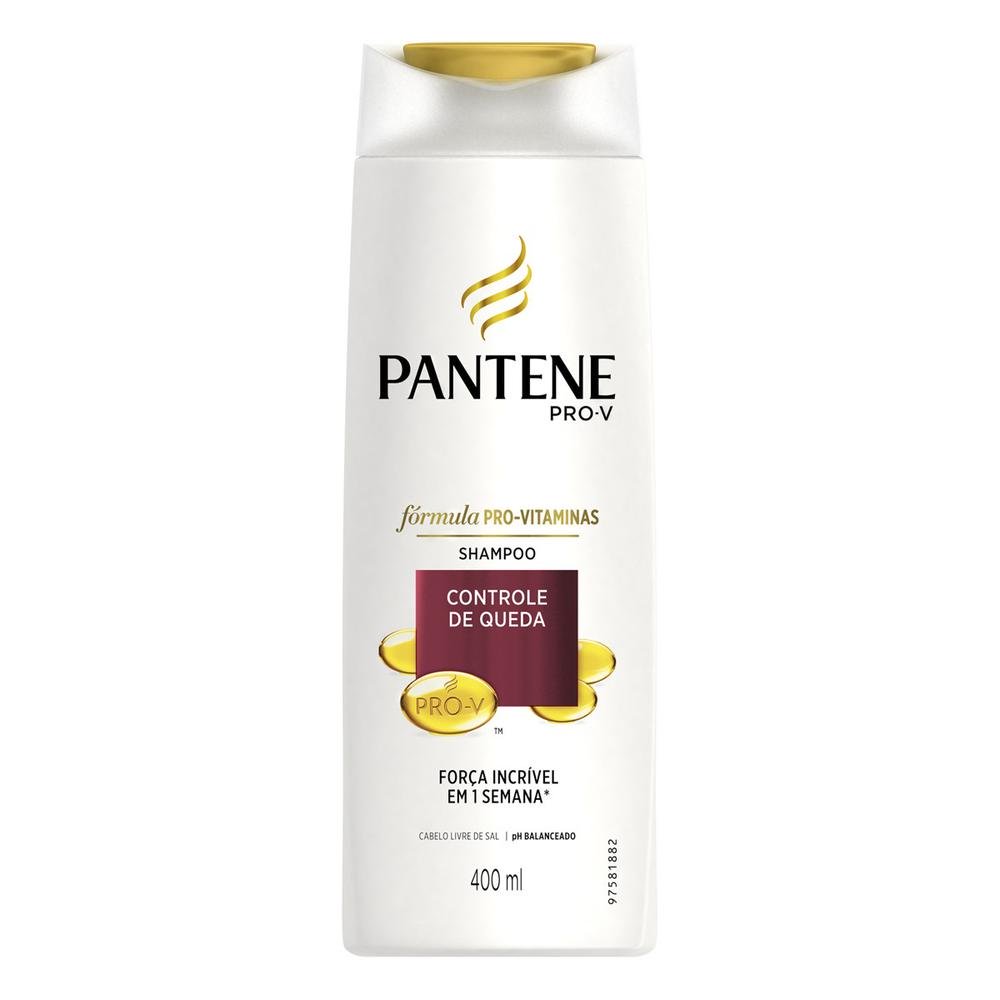 PANTENE
PRO-V
fórmula PRO-VITAMINAS
SHAMPOO
CONTROLE
DE QUEDA
PRO-V
TM
FORÇA INCRÍVEL
EM 1 SEMANA*
CABELO LIVRE DE SAL | pH BALANCEADO
400 ml
97581882